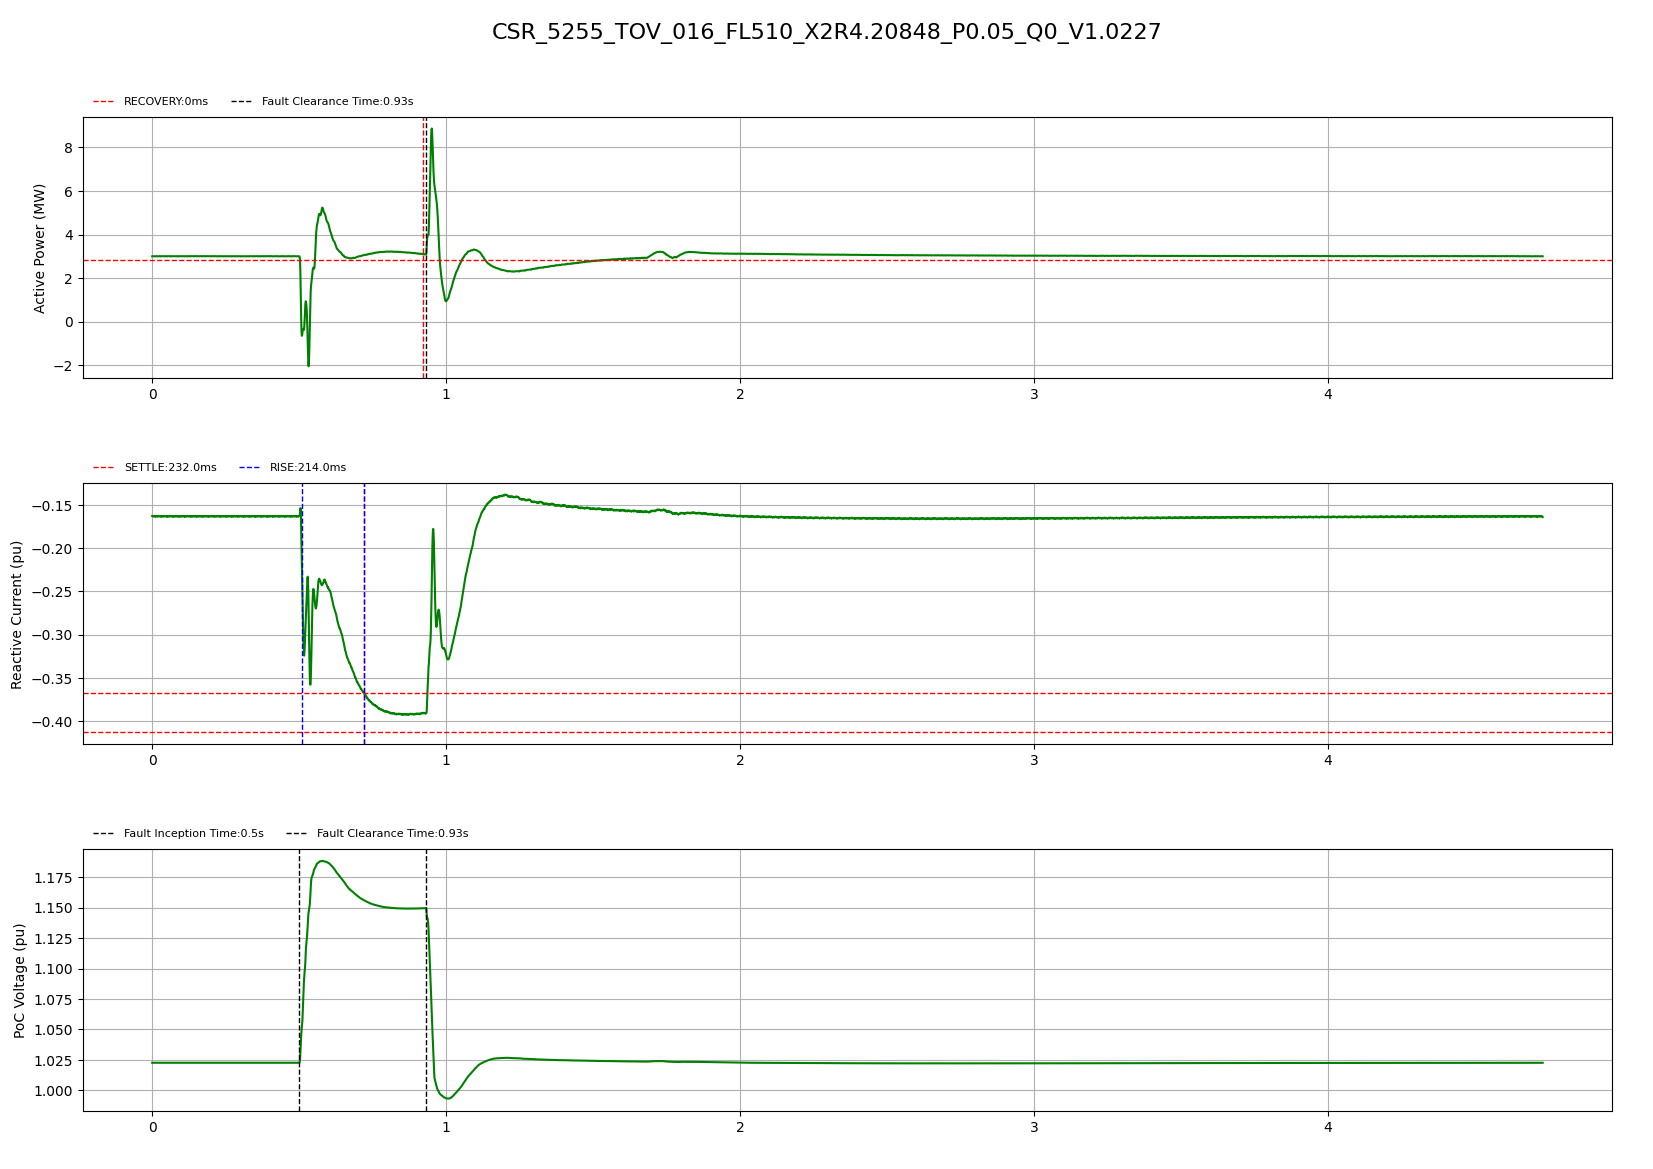 CSR_5255_TOV_016_FL510_X2R4.20848_P0.05_Q0_V1.0227
RECOVERY:0ms Fault Clearance Time:0.93s
Active Power (MW)
8
6
4
2
0
−2
0 1 2 3 4
SETTLE:232.0ms RISE:214.0ms
Reactive Current (pu)
−0.15
−0.20
−0.25
−0.30
−0.35
−0.40
0 1 2 3 4
Fault Inception Time:0.5s Fault Clearance Time:0.93s
PoC Voltage (pu)
1.175
1.150
1.125
1.100
1.075
1.050
1.025
1.000
0 1 2 3 4